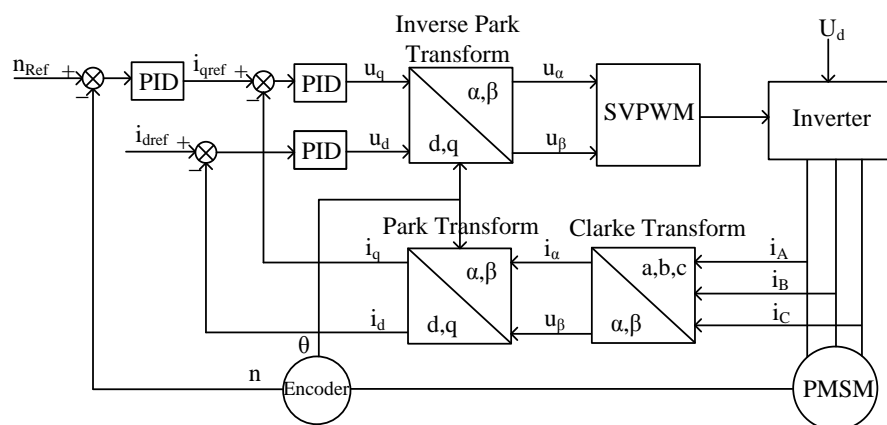 Inverse Park
Transform
n_Ref
+
−
PID
i_qref
+
−
PID
u_q
α,β
d,q
u_α
u_β
SVPWM
U_d
Inverter
i_dref
+
−
PID
u_d
Park Transform
Clarke Transform
i_q
i_d
α,β
d,q
i_α
u_β
a,b,c
α,β
i_A
i_B
i_C
θ
n
Encoder
PMSM